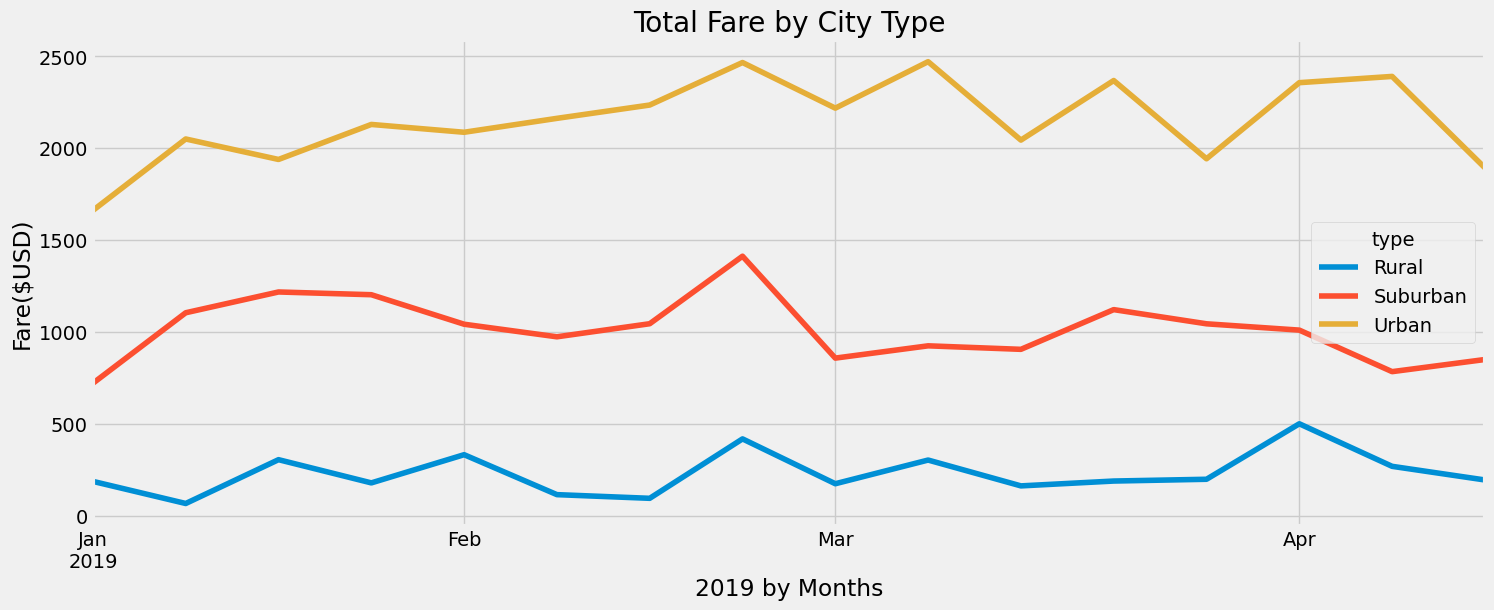 Total Fare by City Type
2500
2000
1500
1000
500
0
Fare($USD)
type
Rural
Suburban
Urban
Jan
2019
Feb
Mar
Apr
2019 by Months